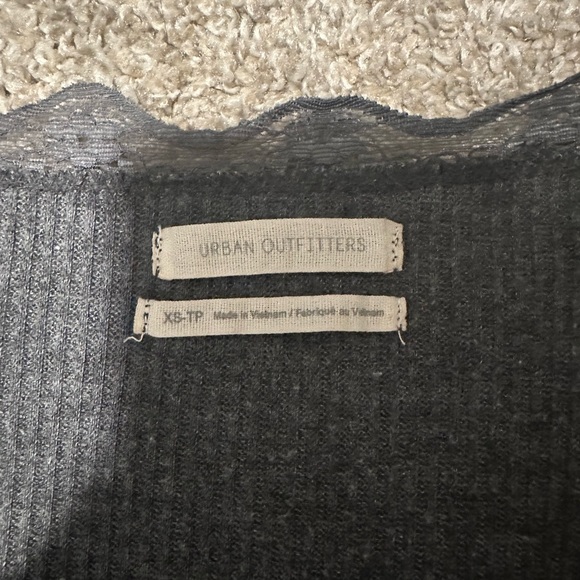 URBAN OUTFITTERS
XS-TP Made in Vietnam / Fabriqué au Vietnam